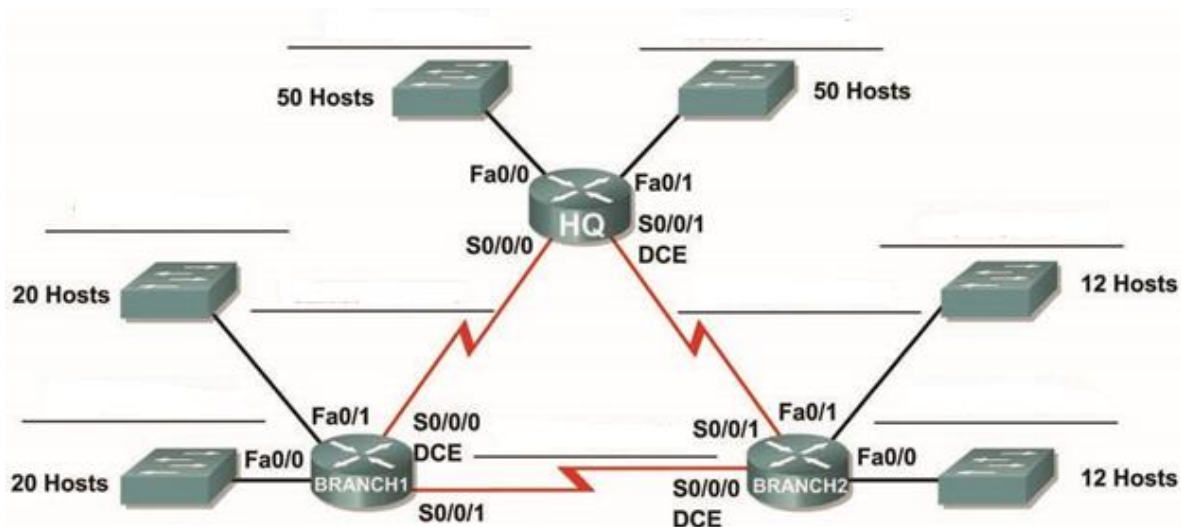 50 Hosts
50 Hosts
Fa0/0
Fa0/1
HQ
S0/0/0
S0/0/1
DCE
20 Hosts
12 Hosts
Fa0/1
S0/0/0
DCE
Fa0/1
S0/0/1
20 Hosts
Fa0/0
BRANCH1
S0/0/1
Fa0/0
BRANCH2
S0/0/0
DCE
12 Hosts